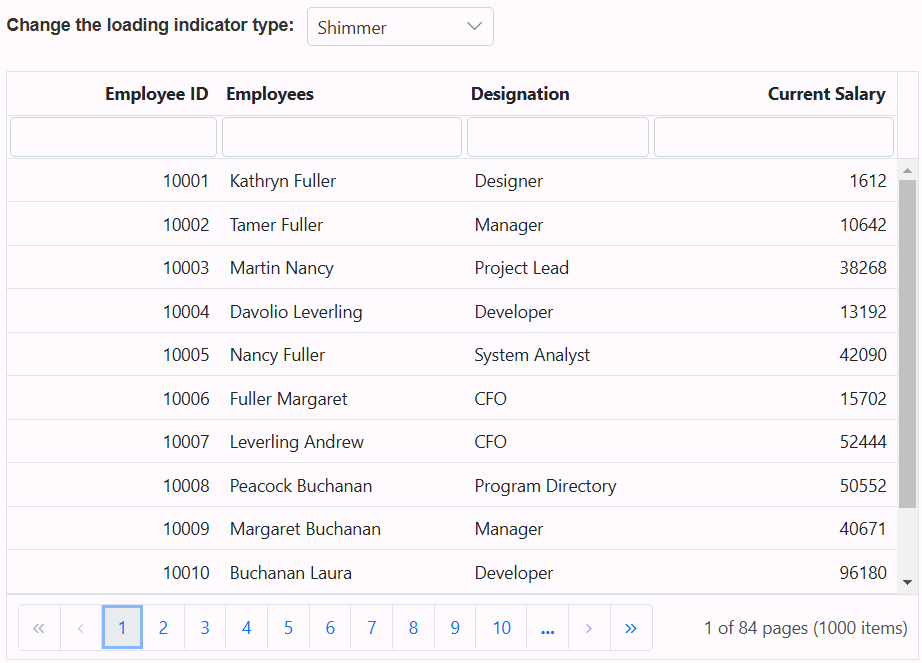 Change the loading indicator type: Shimmer
Employee ID Employees Designation Current Salary
10001 Kathryn Fuller Designer 1612
10002 Tamer Fuller Manager 10642
10003 Martin Nancy Project Lead 38268
10004 Davolio Leverling Developer 13192
10005 Nancy Fuller System Analyst 42090
10006 Fuller Margaret CFO 15702
10007 Leverling Andrew CFO 52444
10008 Peacock Buchanan Program Directory 50552
10009 Margaret Buchanan Manager 40671
10010 Buchanan Laura Developer 96180
« ‹ 1 2 3 4 5 6 7 8 9 10 ... › » 1 of 84 pages (1000 items)